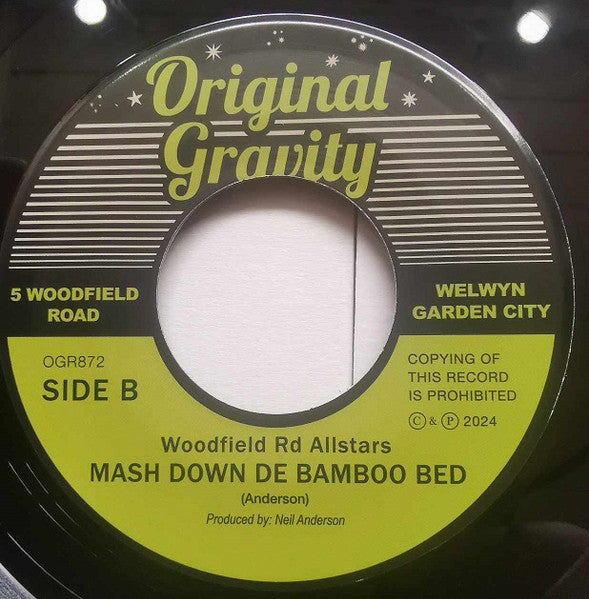 Original
Gravity
5 WOODFIELD
ROAD
WELWYN
GARDEN CITY
OGR872
SIDE B
COPYING OF
THIS RECORD
IS PROHIBITED
Ⓒ & Ⓟ 2024
Woodfield Rd Allstars
MASH DOWN DE BAMBOO BED
(Anderson)
Produced by: Neil Anderson